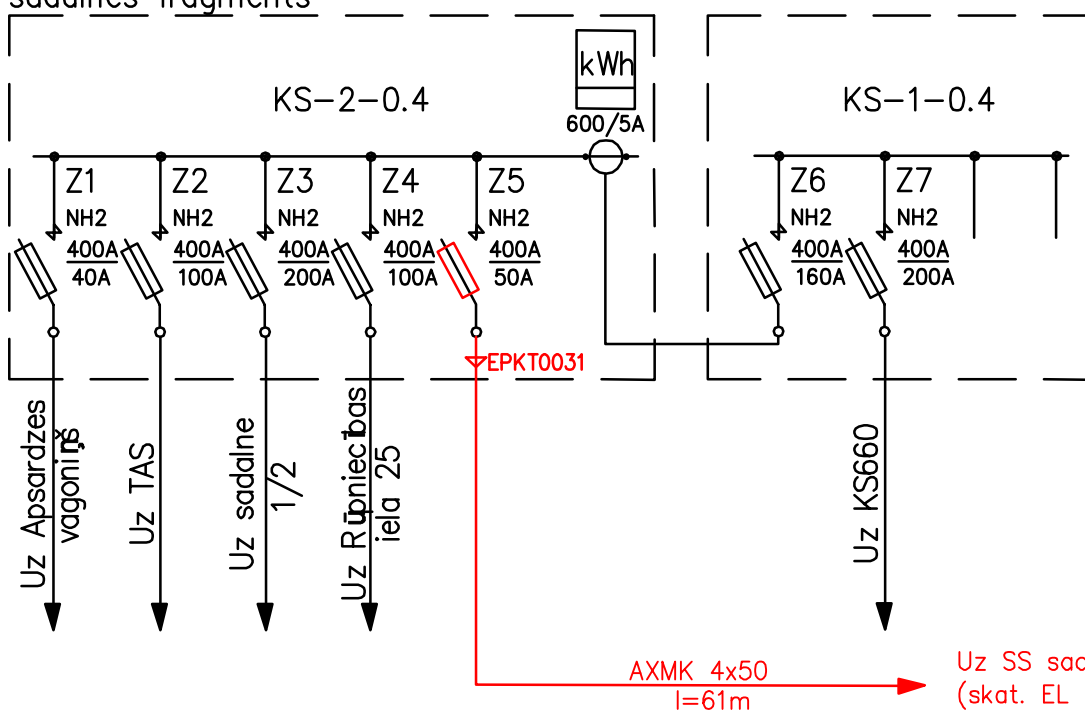 sadalnes fragments
kWh
KS-2-0.4
KS-1-0.4
600/5A
Z1
NH2
400A
40A
Z2
NH2
400A
100A
Z3
NH2
400A
200A
Z4
NH2
400A
100A
Z5
NH2
400A
50A
Z6
NH2
400A
160A
Z7
NH2
400A
200A
EPKT0031
Uz Apsardzes
vagoniņš
Uz TAS
Uz sadalne
1/2
Uz Rūpniecības
iela 25
Uz KS660
AXMK 4x50
l=61m
Uz SS
(skat. EL